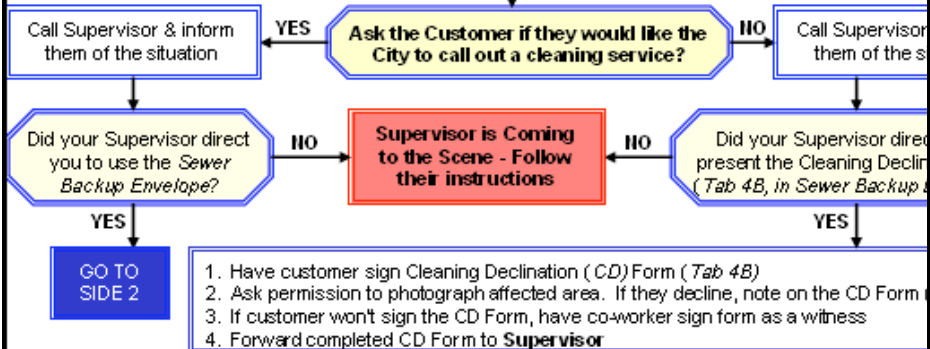 Call Supervisor & inform
them of the situation
YES
Ask the Customer if they would like the
City to call out a cleaning service?
NO
Call Supervisor
them of the
Did your Supervisor direct
you to use the Sewer
Backup Envelope?
NO
Supervisor is Coming
to the Scene - Follow
their instructions
NO
Did your Supervisor
present the Cleaning
(Tab 4B, in Sewer Backup
YES
YES
GO TO
SIDE 2
1. Have customer sign Cleaning Declination (CD) Form (Tab 4B)
2. Ask permission to photograph affected area. If they decline, note on the CD Form
3. If customer won't sign the CD Form, have co-worker sign form as a witness
4. Forward completed CD Form to Supervisor